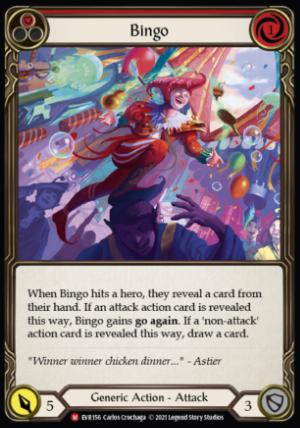 Bingo
1
When Bingo hits a hero, they reveal a card from
their hand. If an attack action card is revealed
this way, Bingo gains go again. If a 'non-attack'
action card is revealed this way, draw a card.
"Winner winner chicken dinner..." - Astier
5
Generic Action - Attack
3
M EVR156 Carlos Cruchaga © 2021 Legend Story Studios